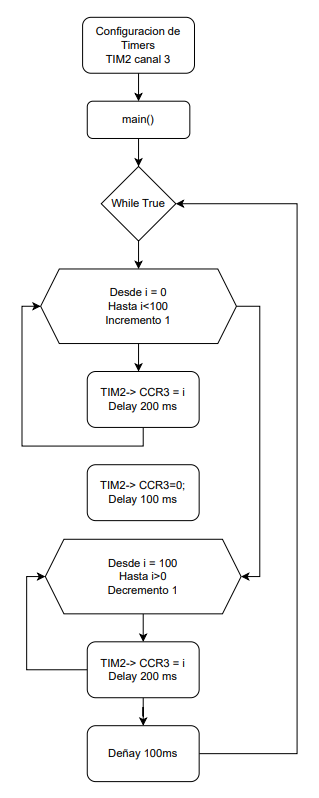 Configuracion de
Timers
TIM2 canal 3
main()
While True
Desde i = 0
Hasta i<100
Incremento 1
TIM2-> CCR3 = i
Delay 200 ms
TIM2-> CCR3=0;
Delay 100 ms
Desde i = 100
Hasta i>0
Decremento 1
TIM2-> CCR3 = i
Delay 200 ms
Deñay 100ms